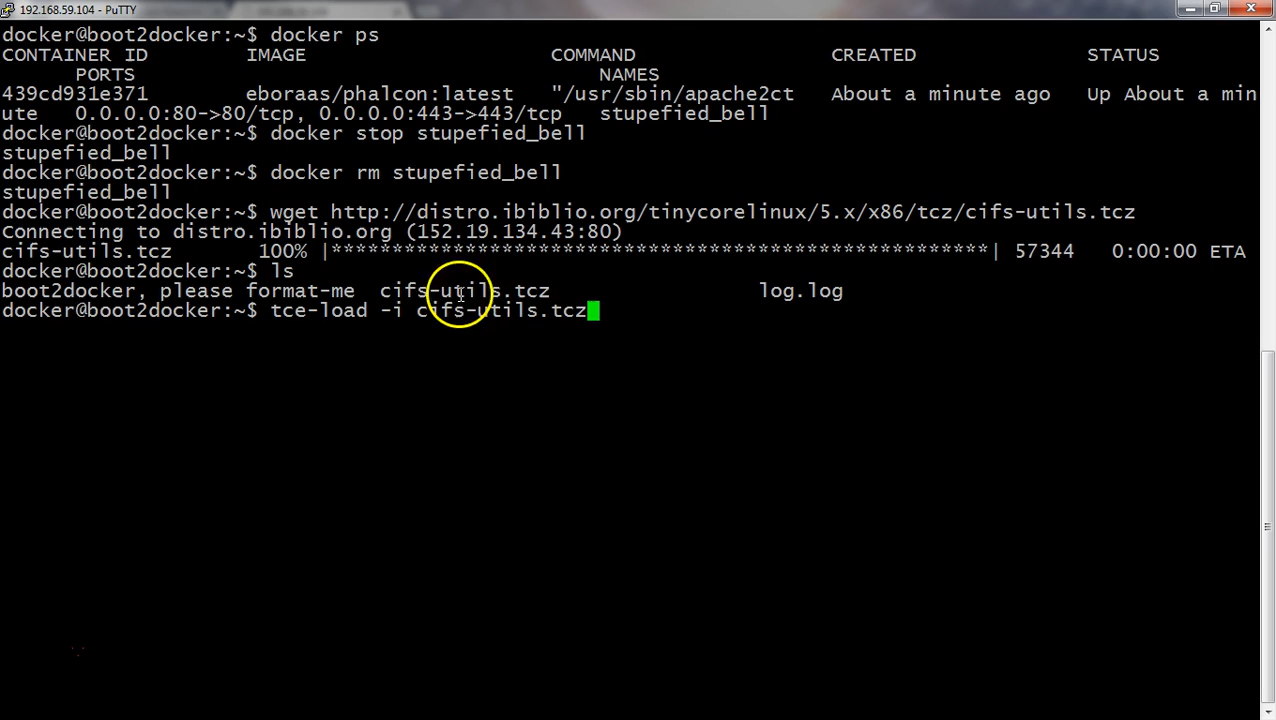 192.168.59.104 - PuTTY
docker@boot2docker:~$ docker ps
CONTAINER ID        IMAGE                    COMMAND                CREATED              STATUS
      PORTS                                      NAMES
439cd931e371        eboraas/phalcon:latest   "/usr/sbin/apache2ct   About a minute ago   Up About a min
ute   0.0.0.0:80->80/tcp, 0.0.0.0:443->443/tcp   stupefied_bell
docker@boot2docker:~$ docker stop stupefied_bell
stupefied_bell
docker@boot2docker:~$ docker rm stupefied_bell
stupefied_bell
docker@boot2docker:~$ wget http://distro.ibiblio.org/tinycorelinux/5.x/x86/tcz/cifs-utils.tcz
Connecting to distro.ibiblio.org (152.19.134.43:80)
cifs-utils.tcz       100% |******************************************************| 57344   0:00:00 ETA
docker@boot2docker:~$ ls
boot2docker, please format-me  cifs-utils.tcz                 log.log
docker@boot2docker:~$ tce-load -i cifs-utils.tcz